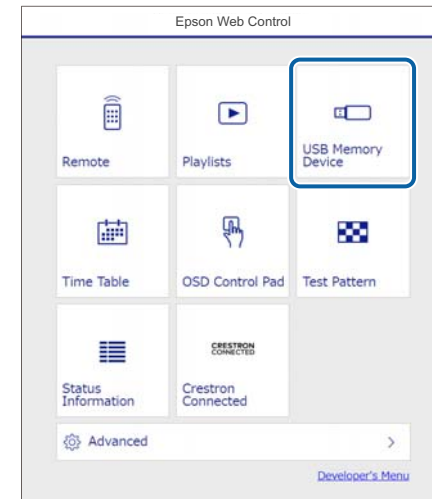 Epson Web Control
Remote
Playlists
USB Memory
Device
Time Table
OSD Control Pad
Test Pattern
CRESTRON
CONNECTED
Status
Information
Crestron
Connected
Advanced
Developer's Menu